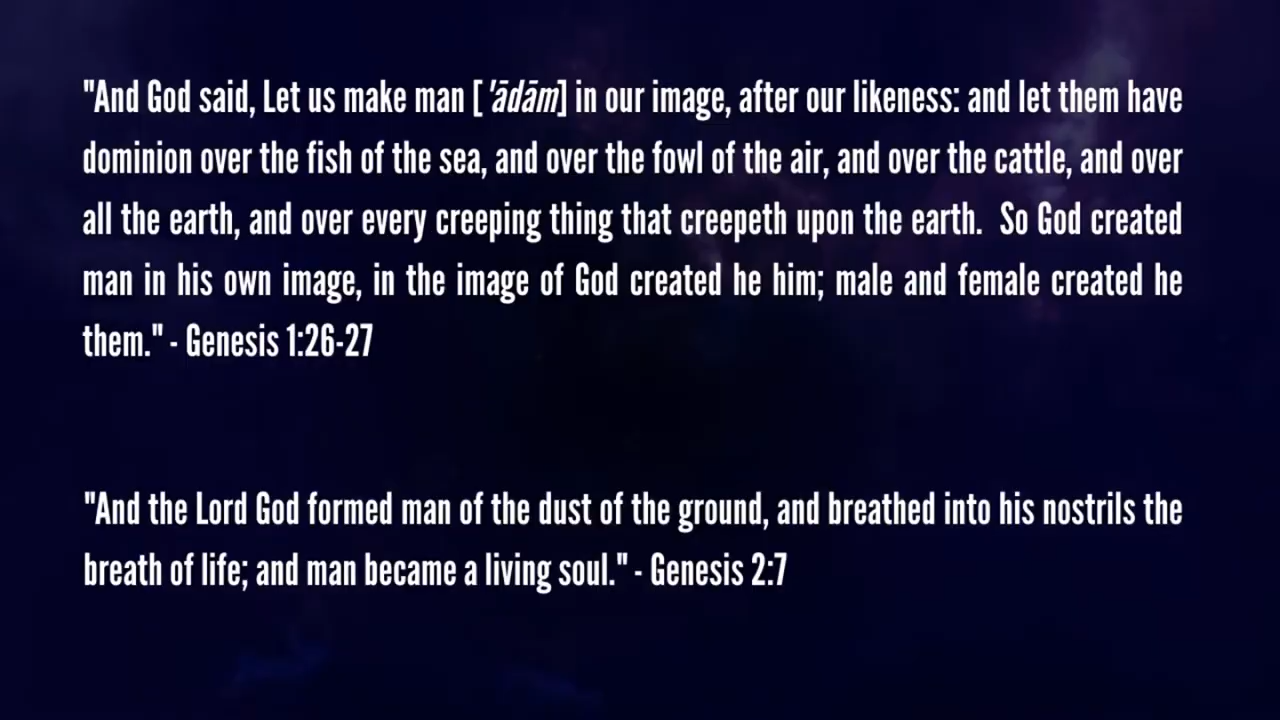 "And God said, Let us make man ['ādām] in our image, after our likeness: and let them have
dominion over the fish of the sea, and over the fowl of the air, and over the cattle, and over
all the earth, and over every creeping thing that creepeth upon the earth.  So God created
man in his own image, in the image of God created he him; male and female created he
them." - Genesis 1:26-27
"And the Lord God formed man of the dust of the ground, and breathed into his nostrils the
breath of life; and man became a living soul." - Genesis 2:7